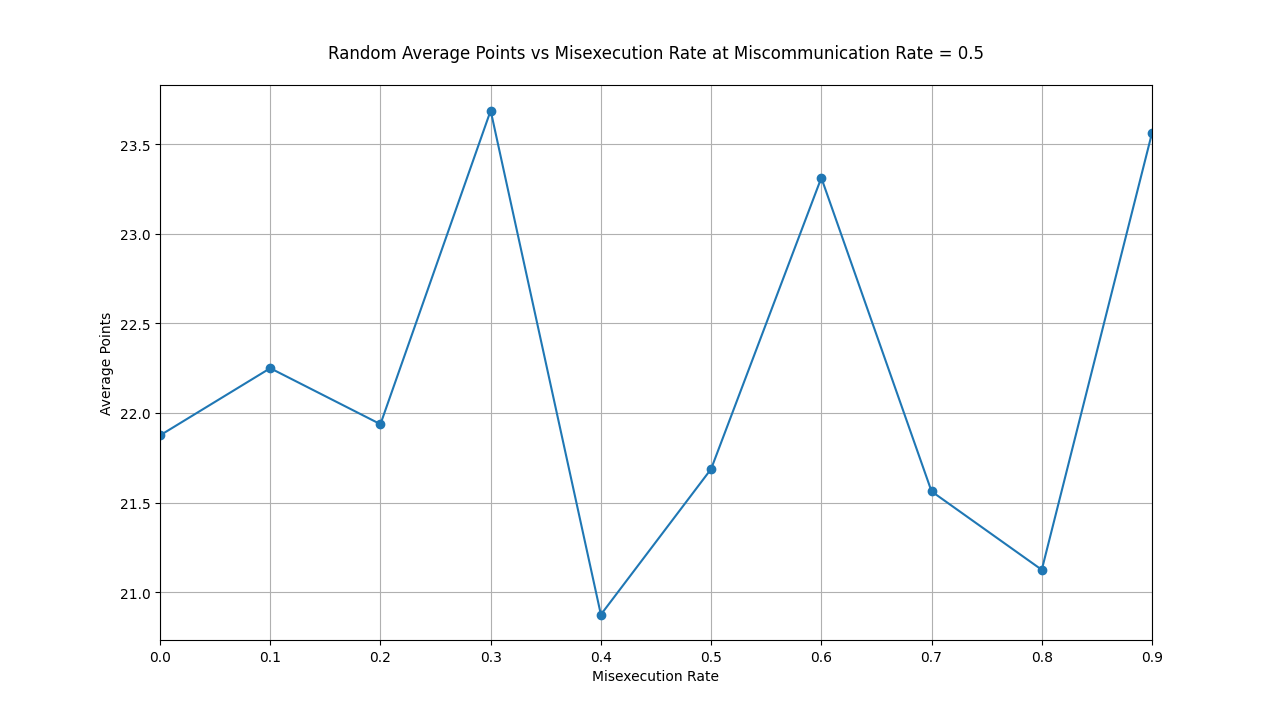 Random Average Points vs Misexecution Rate at Miscommunication Rate = 0.5
23.5
23.0
22.5
22.0
21.5
21.0
Average Points
0.0 0.1 0.2 0.3 0.4 0.5 0.6 0.7 0.8 0.9
Misexecution Rate